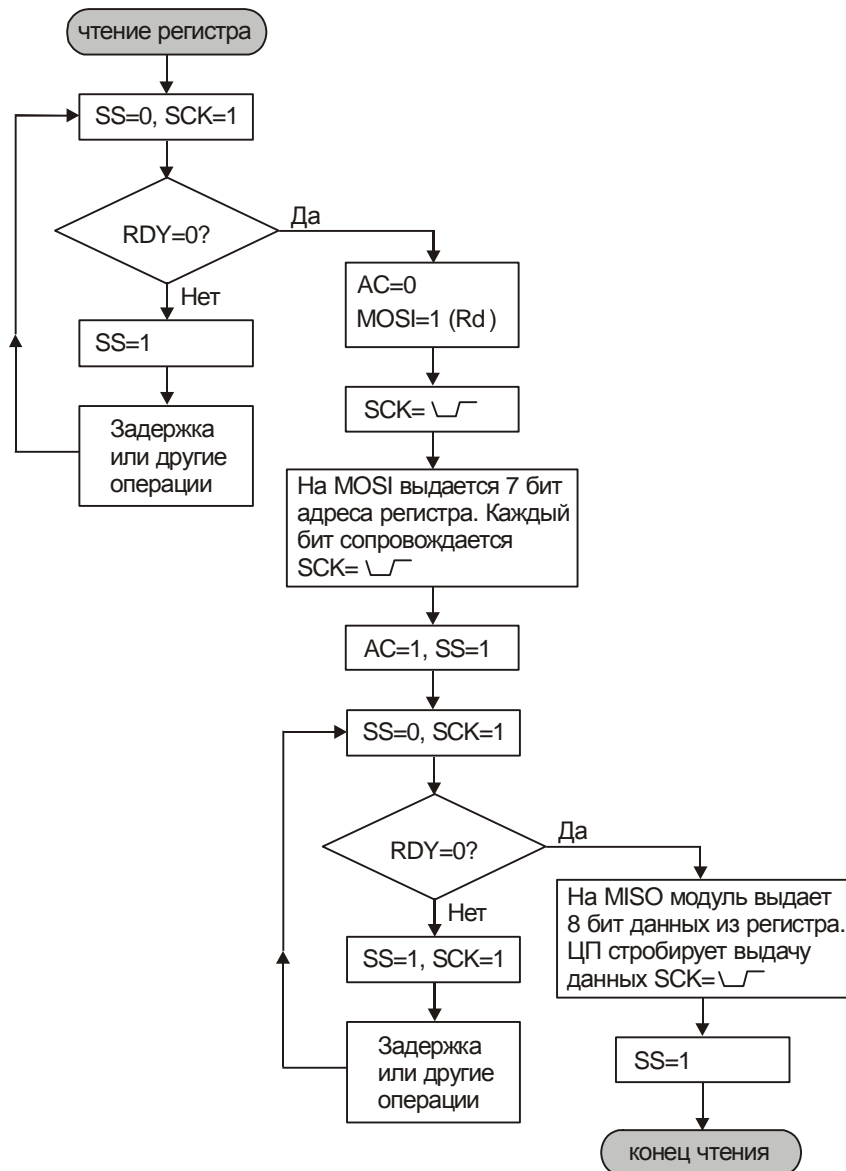 чтение регистра
SS=0, SCK=1
RDY=0?
Да
Нет
SS=1
Задержка
или другие
операции
AC=0
MOSI=1 (Rd )
SCK=
На MOSI выдается 7 бит
адреса регистра. Каждый
бит сопровождается
SCK=
AC=1, SS=1
SS=0, SCK=1
RDY=0?
Да
Нет
SS=1, SCK=1
Задержка
или другие
операции
На MISO модуль выдает
8 бит данных из регистра.
ЦП стробирует выдачу
данных SCK=
SS=1
конец чтения